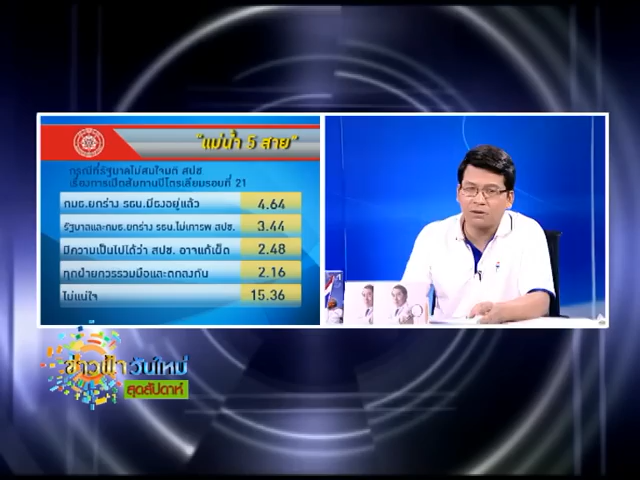 "แม่น้ำ 5 สาย"
กรณีที่รัฐบาลไม่สนใจมติ สปช
เรื่องการเปิดสัมทานปิโตรเลียมรอบที่ 21
กมธ.ยกร่าง รธน.มีธงอยู่แล้ว 4.64
รัฐบาลและกมธ.ยกร่าง รธน.ไม่เคารพ สปช. 3.44
มีความเป็นไปได้ว่า สปช. อาจแก้เผ็ด 2.48
ทุกฝ่ายควรร่วมมือและตกลงกัน 2.16
ไม่แน่ใจ 15.36
ข่าวเช้าวันใหม่
สุดสัปดาห์